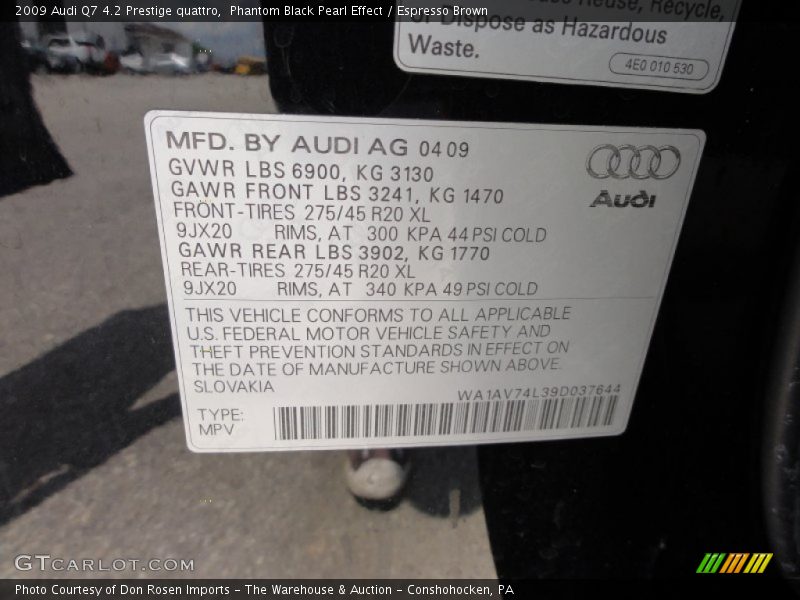 2009 Audi Q7 4.2 Prestige quattro,  Phantom Black Pearl Effect / Espresso Brown
House Reuse, Recycle,
or Dispose as Hazardous
Waste.
4E0 010 530
MFD. BY AUDI AG 04 09
GVWR LBS 6900, KG 3130
GAWR FRONT LBS 3241, KG 1470
FRONT-TIRES 275/45 R20 XL
9JX20 RIMS, AT 300 KPA 44 PSI COLD
GAWR REAR LBS 3902, KG 1770
REAR-TIRES 275/45 R20 XL
9JX20 RIMS, AT 340 KPA 49 PSI COLD
Audi
THIS VEHICLE CONFORMS TO ALL APPLICABLE
U.S. FEDERAL MOTOR VEHICLE SAFETY AND
THEFT PREVENTION STANDARDS IN EFFECT ON
THE DATE OF MANUFACTURE SHOWN ABOVE.
SLOVAKIA
WA1AV74L39D037644
TYPE:
MPV
GTCARLOT.COM
Photo Courtesy of Don Rosen Imports - The Warehouse & Auction - Conshohocken, PA